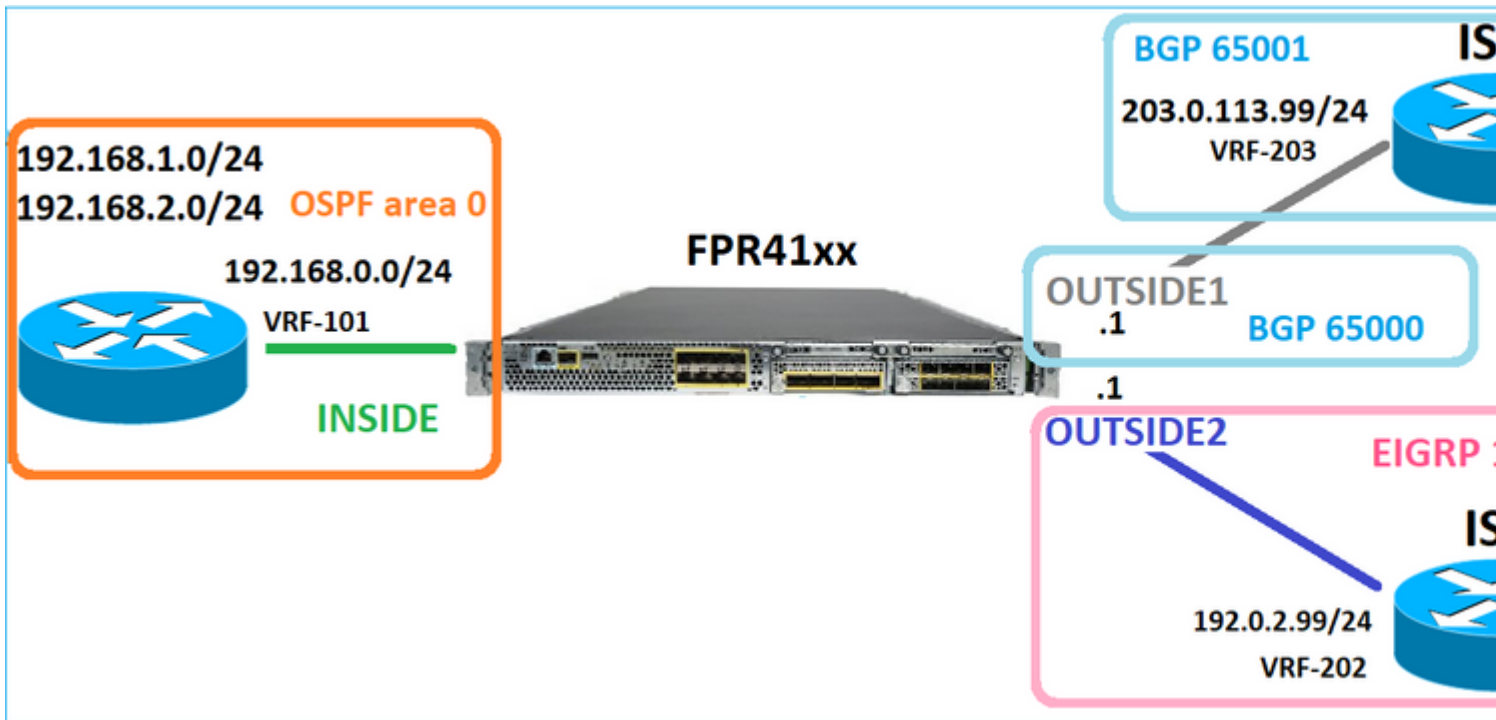 192.168.1.0/24
192.168.2.0/24
OSPF area 0
192.168.0.0/24
VRF-101
INSIDE
FPR41xx
BGP 65001
203.0.113.99/24
VRF-203
OUTSIDE1
.1
BGP 65000
.1
OUTSIDE2
EIGRP
192.0.2.99/24
VRF-202